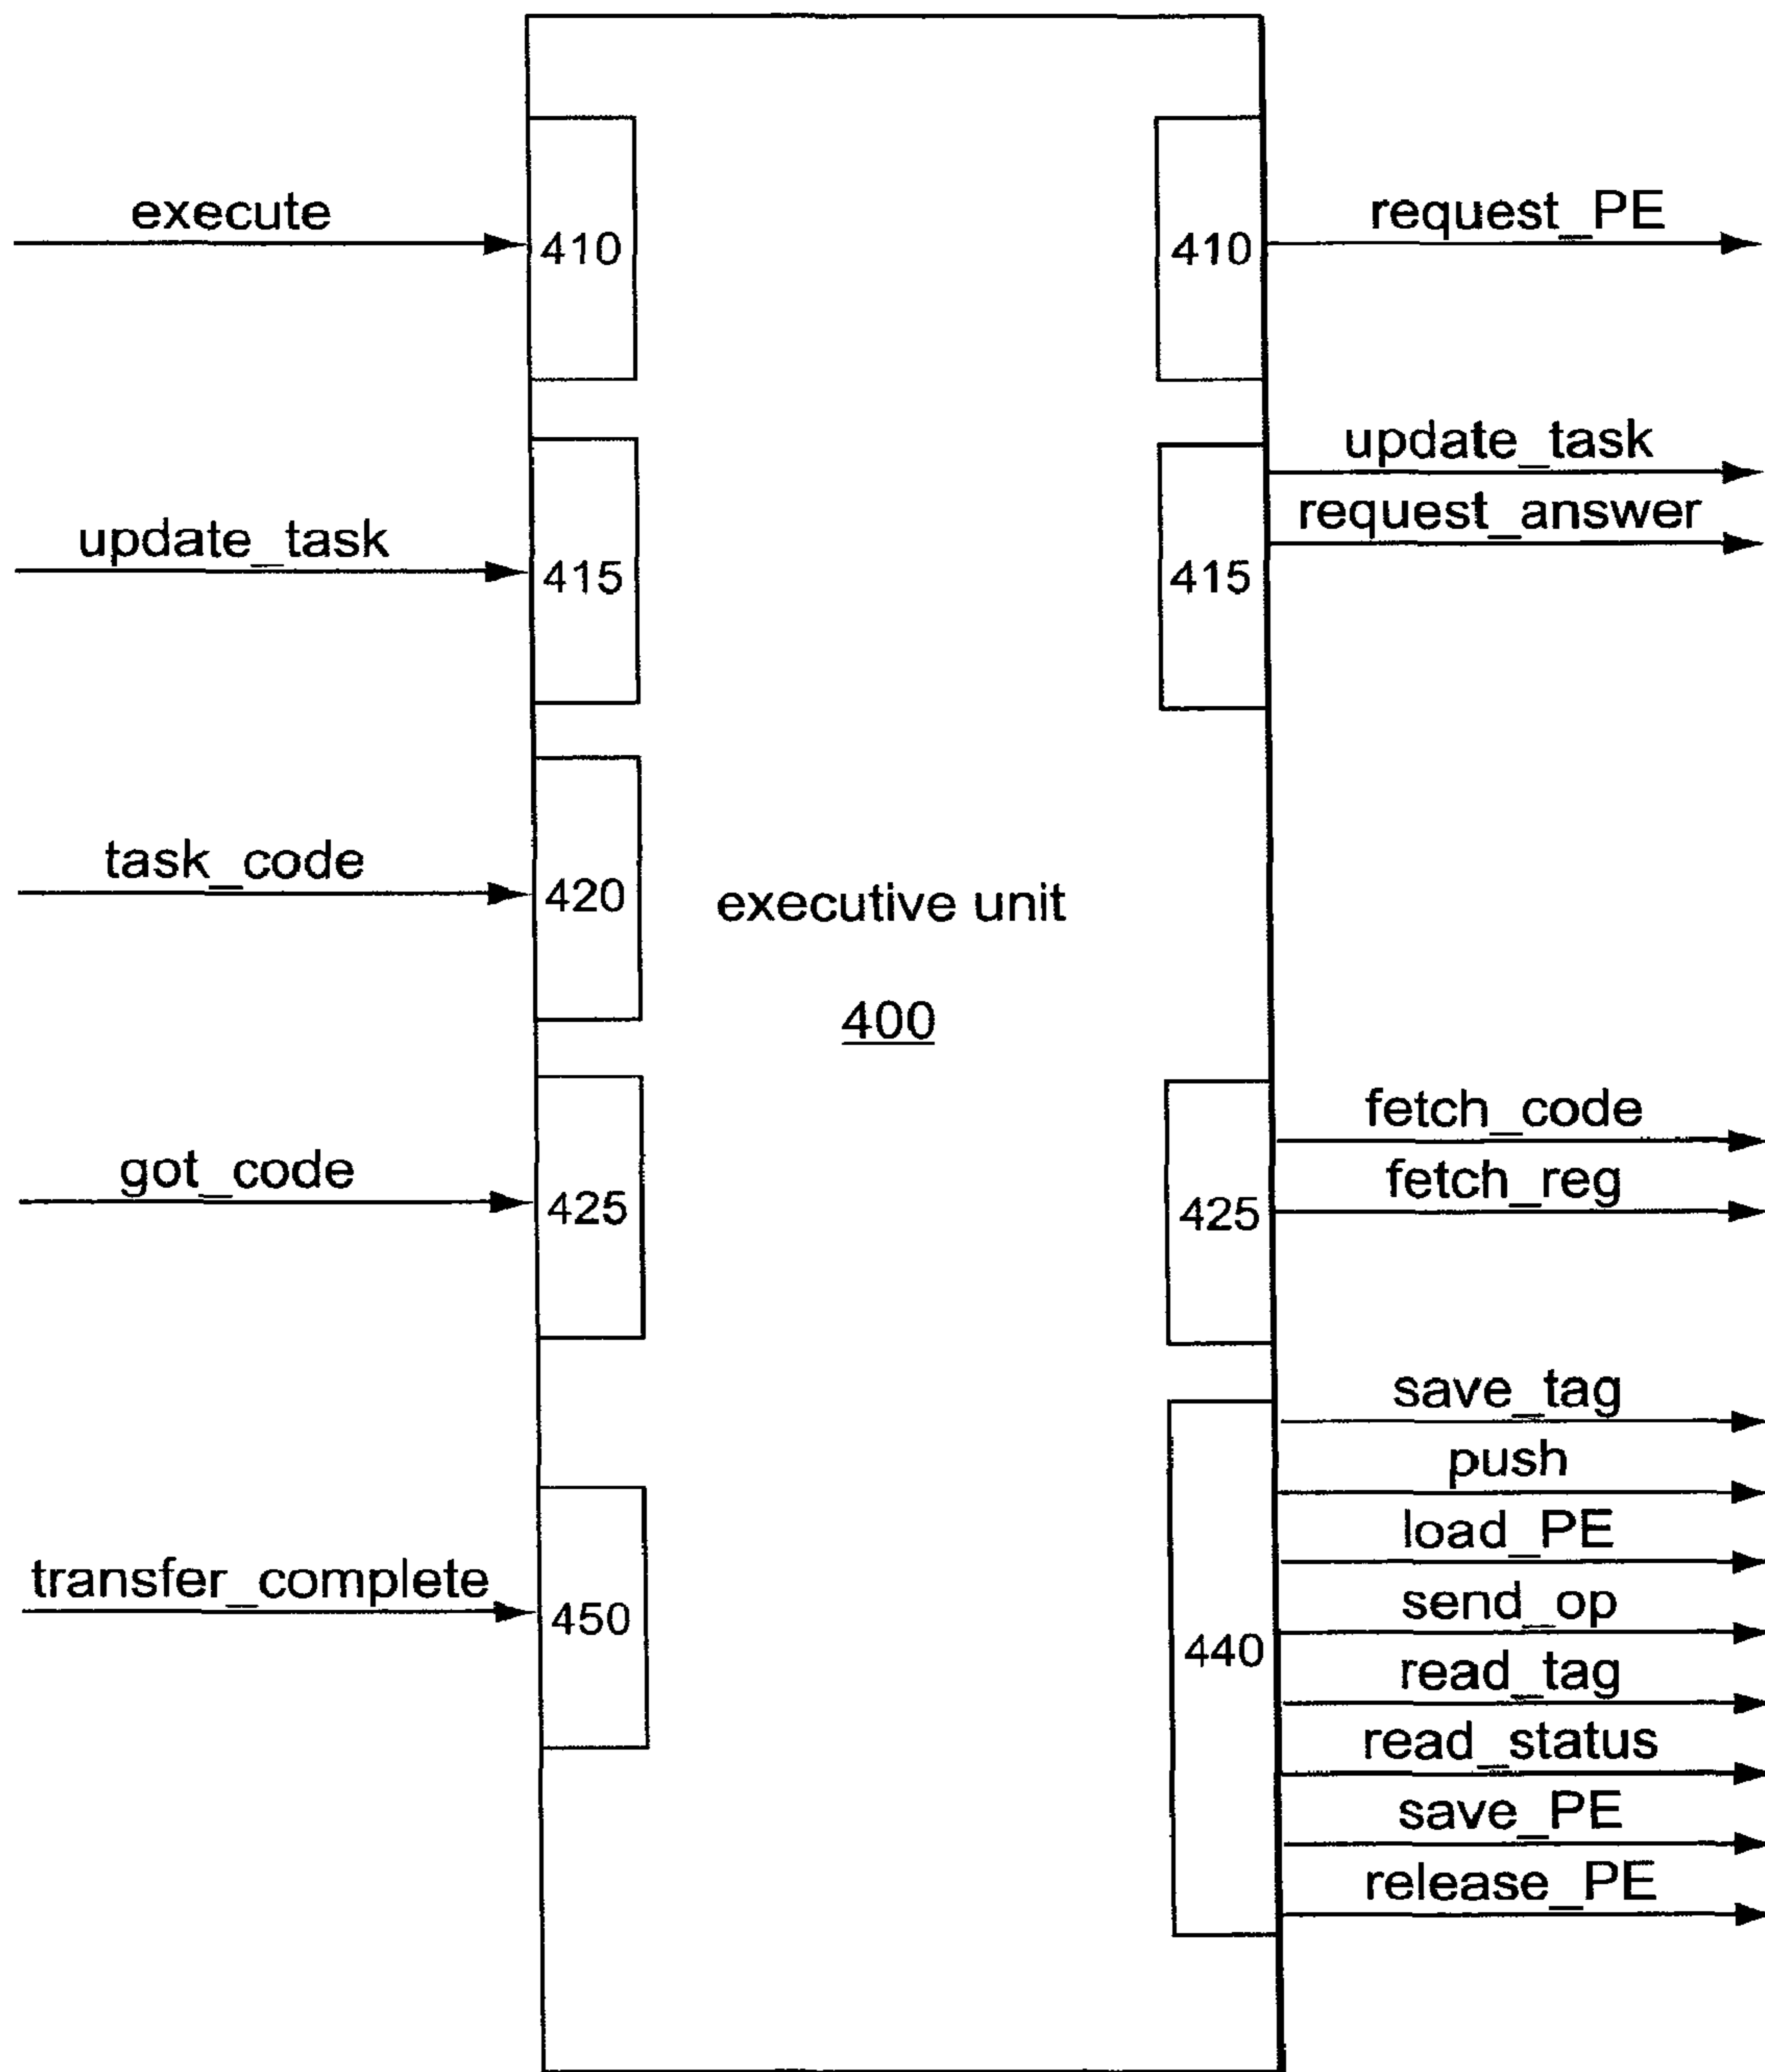 execute
410
410
request_PE
update_task
request_answer
update_task
415
415
task_code
420
executive unit
400
fetch_code
fetch_reg
got_code
425
425
save_tag
push
load_PE
send_op
read_tag
read_status
save_PE
release_PE
transfer_complete
450
440